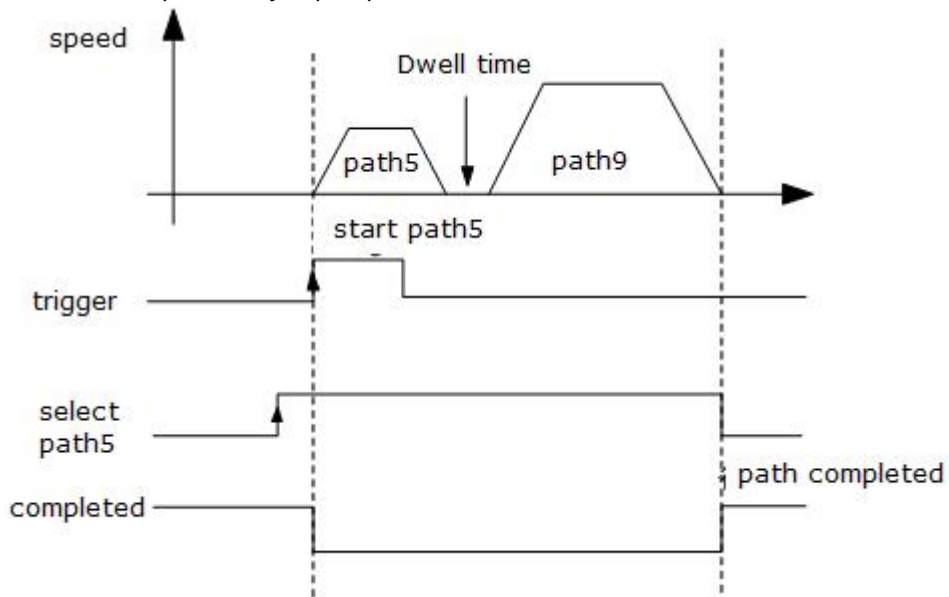 speed
Dwell time
path5
path9
start path5
trigger
select
path5
path completed
completed